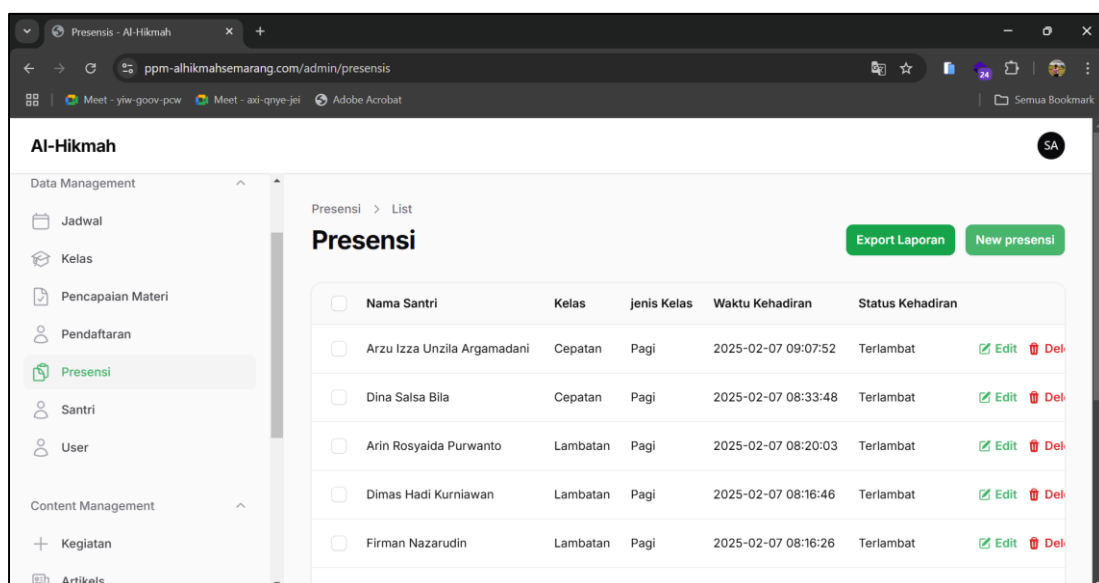 Presensis - Al-Hikmah
ppm-alhikmahsemarang.com/admin/presensis
24
Meet - yiw-goov-pcw Meet - axi-qnye-jei Adobe Acrobat Semua Bookmark
Al-Hikmah SA
Data Management
Jadwal
Kelas
Pencapaian Materi
Pendaftaran
Presensi
Santri
User
Content Management
Kegiatan
Artikels
Presensi > List
Presensi Export Laporan New presensi
Nama Santri Kelas jenis Kelas Waktu Kehadiran Status Kehadiran
Arzu Izza Unzila Argamadani Cepatan Pagi 2025-02-07 09:07:52 Terlambat Edit Del
Dina Salsa Bila Cepatan Pagi 2025-02-07 08:33:48 Terlambat Edit Del
Arin Rosyaida Purwanto Lambatan Pagi 2025-02-07 08:20:03 Terlambat Edit Del
Dimas Hadi Kurniawan Lambatan Pagi 2025-02-07 08:16:46 Terlambat Edit Del
Firman Nazarudin Lambatan Pagi 2025-02-07 08:16:26 Terlambat Edit Del